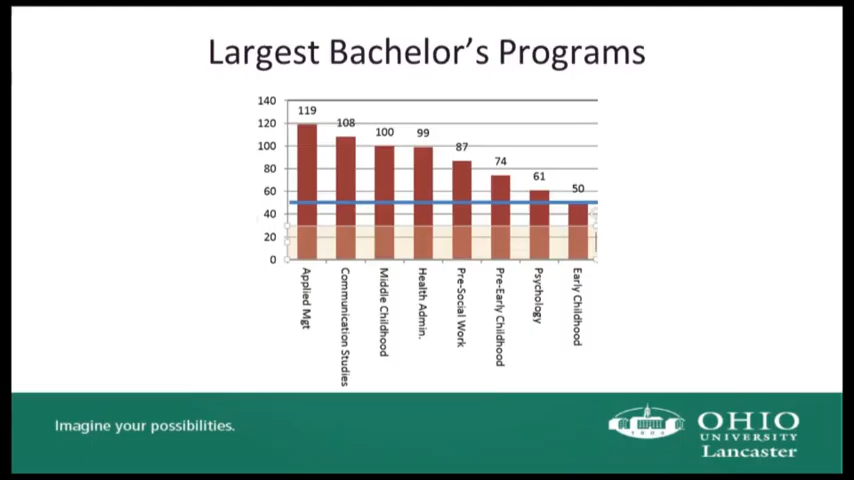 Largest Bachelor's Programs
140
120
100
80
60
40
20
0
119
108
100
99
87
74
61
50
Applied Mgt
Communication Studies
Middle Childhood
Health Admin.
Pre-Social Work
Pre-Early Childhood
Psychology
Early Childhood
Imagine your possibilities.
OHIO
UNIVERSITY
Lancaster